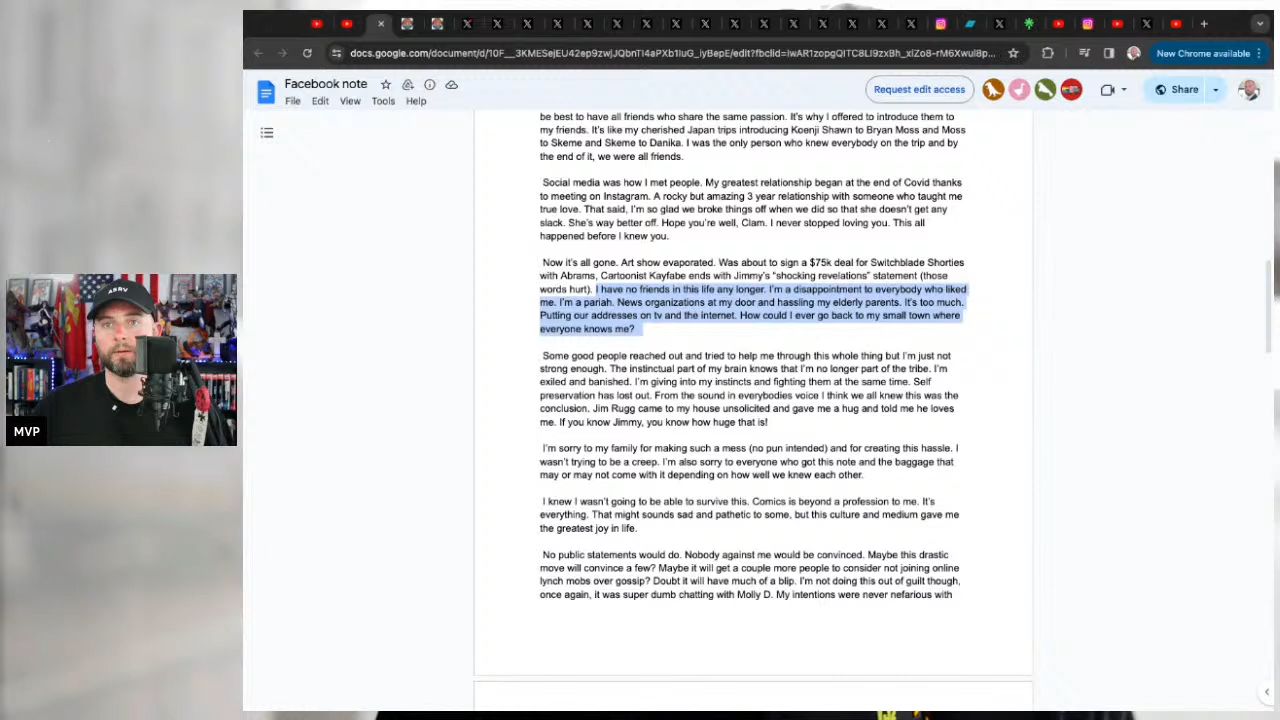 docs.google.com/document/d/10F__3KMESejEU42ep9zwjJQbnTl4aPXb1luG_iyBepE/edit?fbclid=IwAR1zopgQITC8LI9zxBh_xlZo8-rM6Xwul8p...
New Chrome available
Facebook note
File Edit View Tools Help
Request edit access
Share
be best to have all friends who share the same passion. It's why I offered to introduce them to
my friends. It's like my cherished Japan trips introducing Koenji Shawn to Bryan Moss and Moss
to Skeme and Skeme to Danika. I was the only person who knew everybody on the trip and by
the end of it, we were all friends.
Social media was how I met people. My greatest relationship began at the end of Covid thanks
to meeting on Instagram. A rocky but amazing 3 year relationship with someone who taught me
true love. That said, I'm so glad we broke things off when we did so that she doesn't get any
slack. She's way better off. Hope you're well, Clam. I never stopped loving you. This all
happened before I knew you.
Now it's all gone. Art show evaporated. Was about to sign a $75k deal for Switchblade Shorties
with Abrams, Cartoonist Kayfabe ends with Jimmy's "shocking revelations" statement (those
words hurt). I have no friends in this life any longer. I'm a disappointment to everybody who liked
me. I'm a pariah. News organizations at my door and hassling my elderly parents. It's too much.
Putting our addresses on tv and the internet. How could I ever go back to my small town where
everyone knows me?
Some good people reached out and tried to help me through this whole thing but I'm just not
strong enough. The instinctual part of my brain knows that I'm no longer part of the tribe. I'm
exiled and banished. I'm giving into my instincts and fighting them at the same time. Self
preservation has lost out. From the sound in everybodies voice I think we all knew this was the
conclusion. Jim Rugg came to my house unsolicited and gave me a hug and told me he loves
me. If you know Jimmy, you know how huge that is!
I'm sorry to my family for making such a mess (no pun intended) and for creating this hassle. I
wasn't trying to be a creep. I'm also sorry to everyone who got this note and the baggage that
may or may not come with it depending on how well we knew each other.
I knew I wasn't going to be able to survive this. Comics is beyond a profession to me. It's
everything. That might sounds sad and pathetic to some, but this culture and medium gave me
the greatest joy in life.
No public statements would do. Nobody against me would be convinced. Maybe this drastic
move will convince a few? Maybe it will get a couple more people to consider not joining online
lynch mobs over gossip? Doubt it will have much of a blip. I'm not doing this out of guilt though,
once again, it was super dumb chatting with Molly D. My intentions were never nefarious with
ASRV
MVP